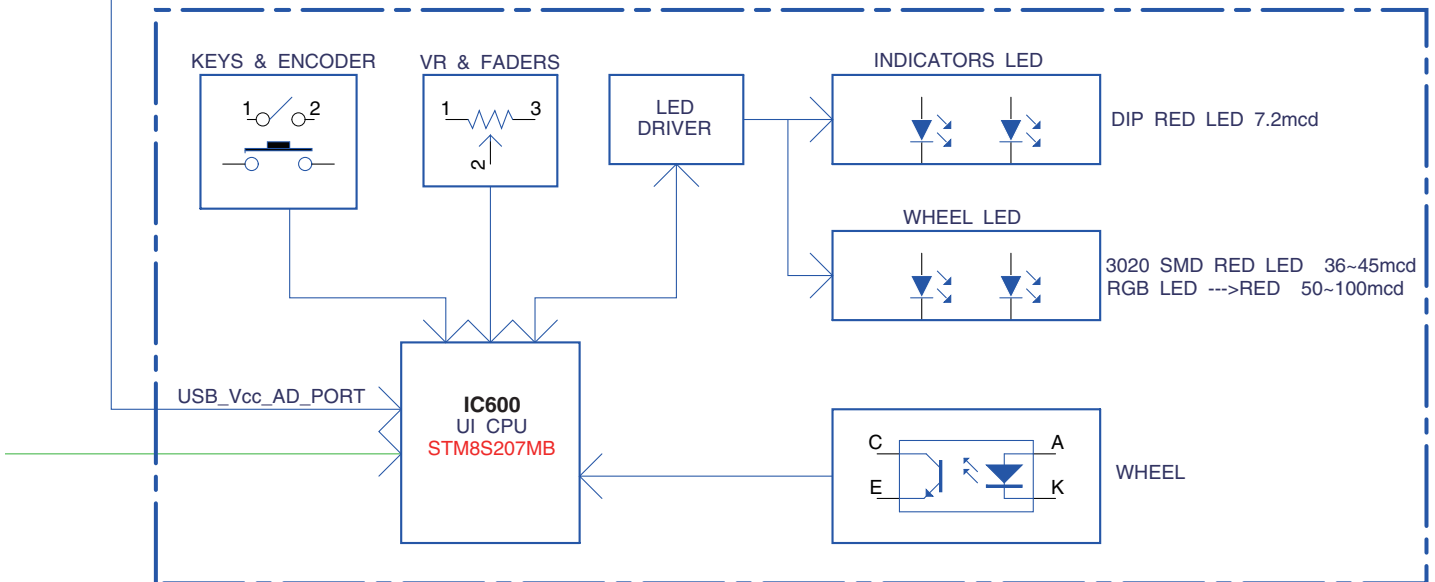 KEYS & ENCODER
1 2
VR & FADERS
1 3
2
LED
DRIVER
INDICATORS LED
DIP RED LED 7.2mcd
WHEEL LED
3020 SMD RED LED 36~45mcd
RGB LED --->RED 50~100mcd
USB_Vcc_AD_PORT
IC600
UI CPU
STM8S207MB
C A
E K
WHEEL